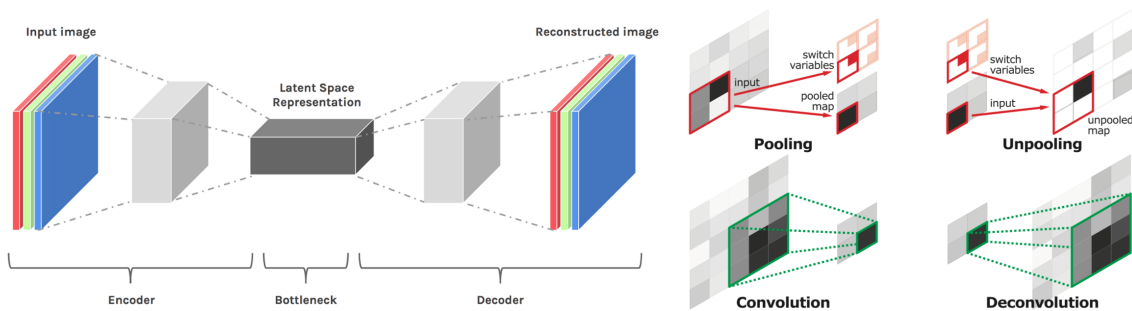 Input image
Latent Space
Representation
Reconstructed image
Encoder
Bottleneck
Decoder
switch
variables
input
pooled
map
Pooling
switch
variables
input
unpooled
map
Unpooling
Convolution
Deconvolution